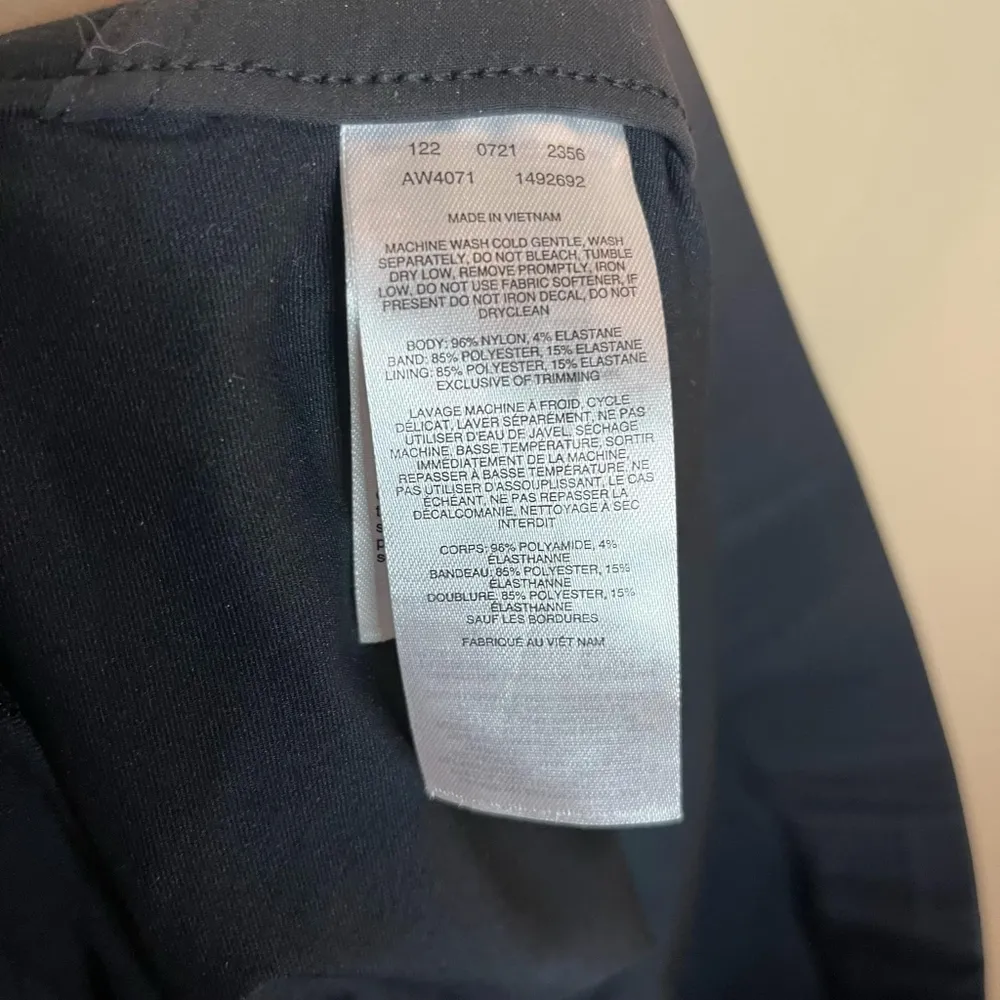 122 0721 2356
AW4071 1492692
MADE IN VIETNAM
MACHINE WASH COLD GENTLE, WASH
SEPARATELY, DO NOT BLEACH, TUMBLE
DRY LOW, REMOVE PROMPTLY, IRON
LOW, DO NOT USE FABRIC SOFTENER, IF
PRESENT DO NOT IRON DECAL, DO NOT
DRYCLEAN
BODY: 96% NYLON, 4% ELASTANE
BAND: 85% POLYESTER, 15% ELASTANE
LINING: 85% POLYESTER, 15% ELASTANE
EXCLUSIVE OF TRIMMING
LAVAGE MACHINE À FROID, CYCLE
DÉLICAT, LAVER SÉPARÉMENT, NE PAS
UTILISER D'EAU DE JAVEL, SÉCHAGE
MACHINE, BASSE TEMPÉRATURE, SORTIR
IMMÉDIATEMENT DE LA MACHINE,
REPASSER À BASSE TEMPÉRATURE, NE
PAS UTILISER D'ASSOUPLISSANT, LE CAS
ÉCHÉANT, NE PAS REPASSER LA
DÉCALCOMANIE, NETTOYAGE À SEC
INTERDIT
CORPS: 96% POLYAMIDE, 4%
ÉLASTHANNE
BANDEAU: 85% POLYESTER, 15%
ÉLASTHANNE
DOUBLURE: 85% POLYESTER, 15%
ÉLASTHANNE
SAUF LES BORDURES
FABRIQUÉ AU VIÊT NAM